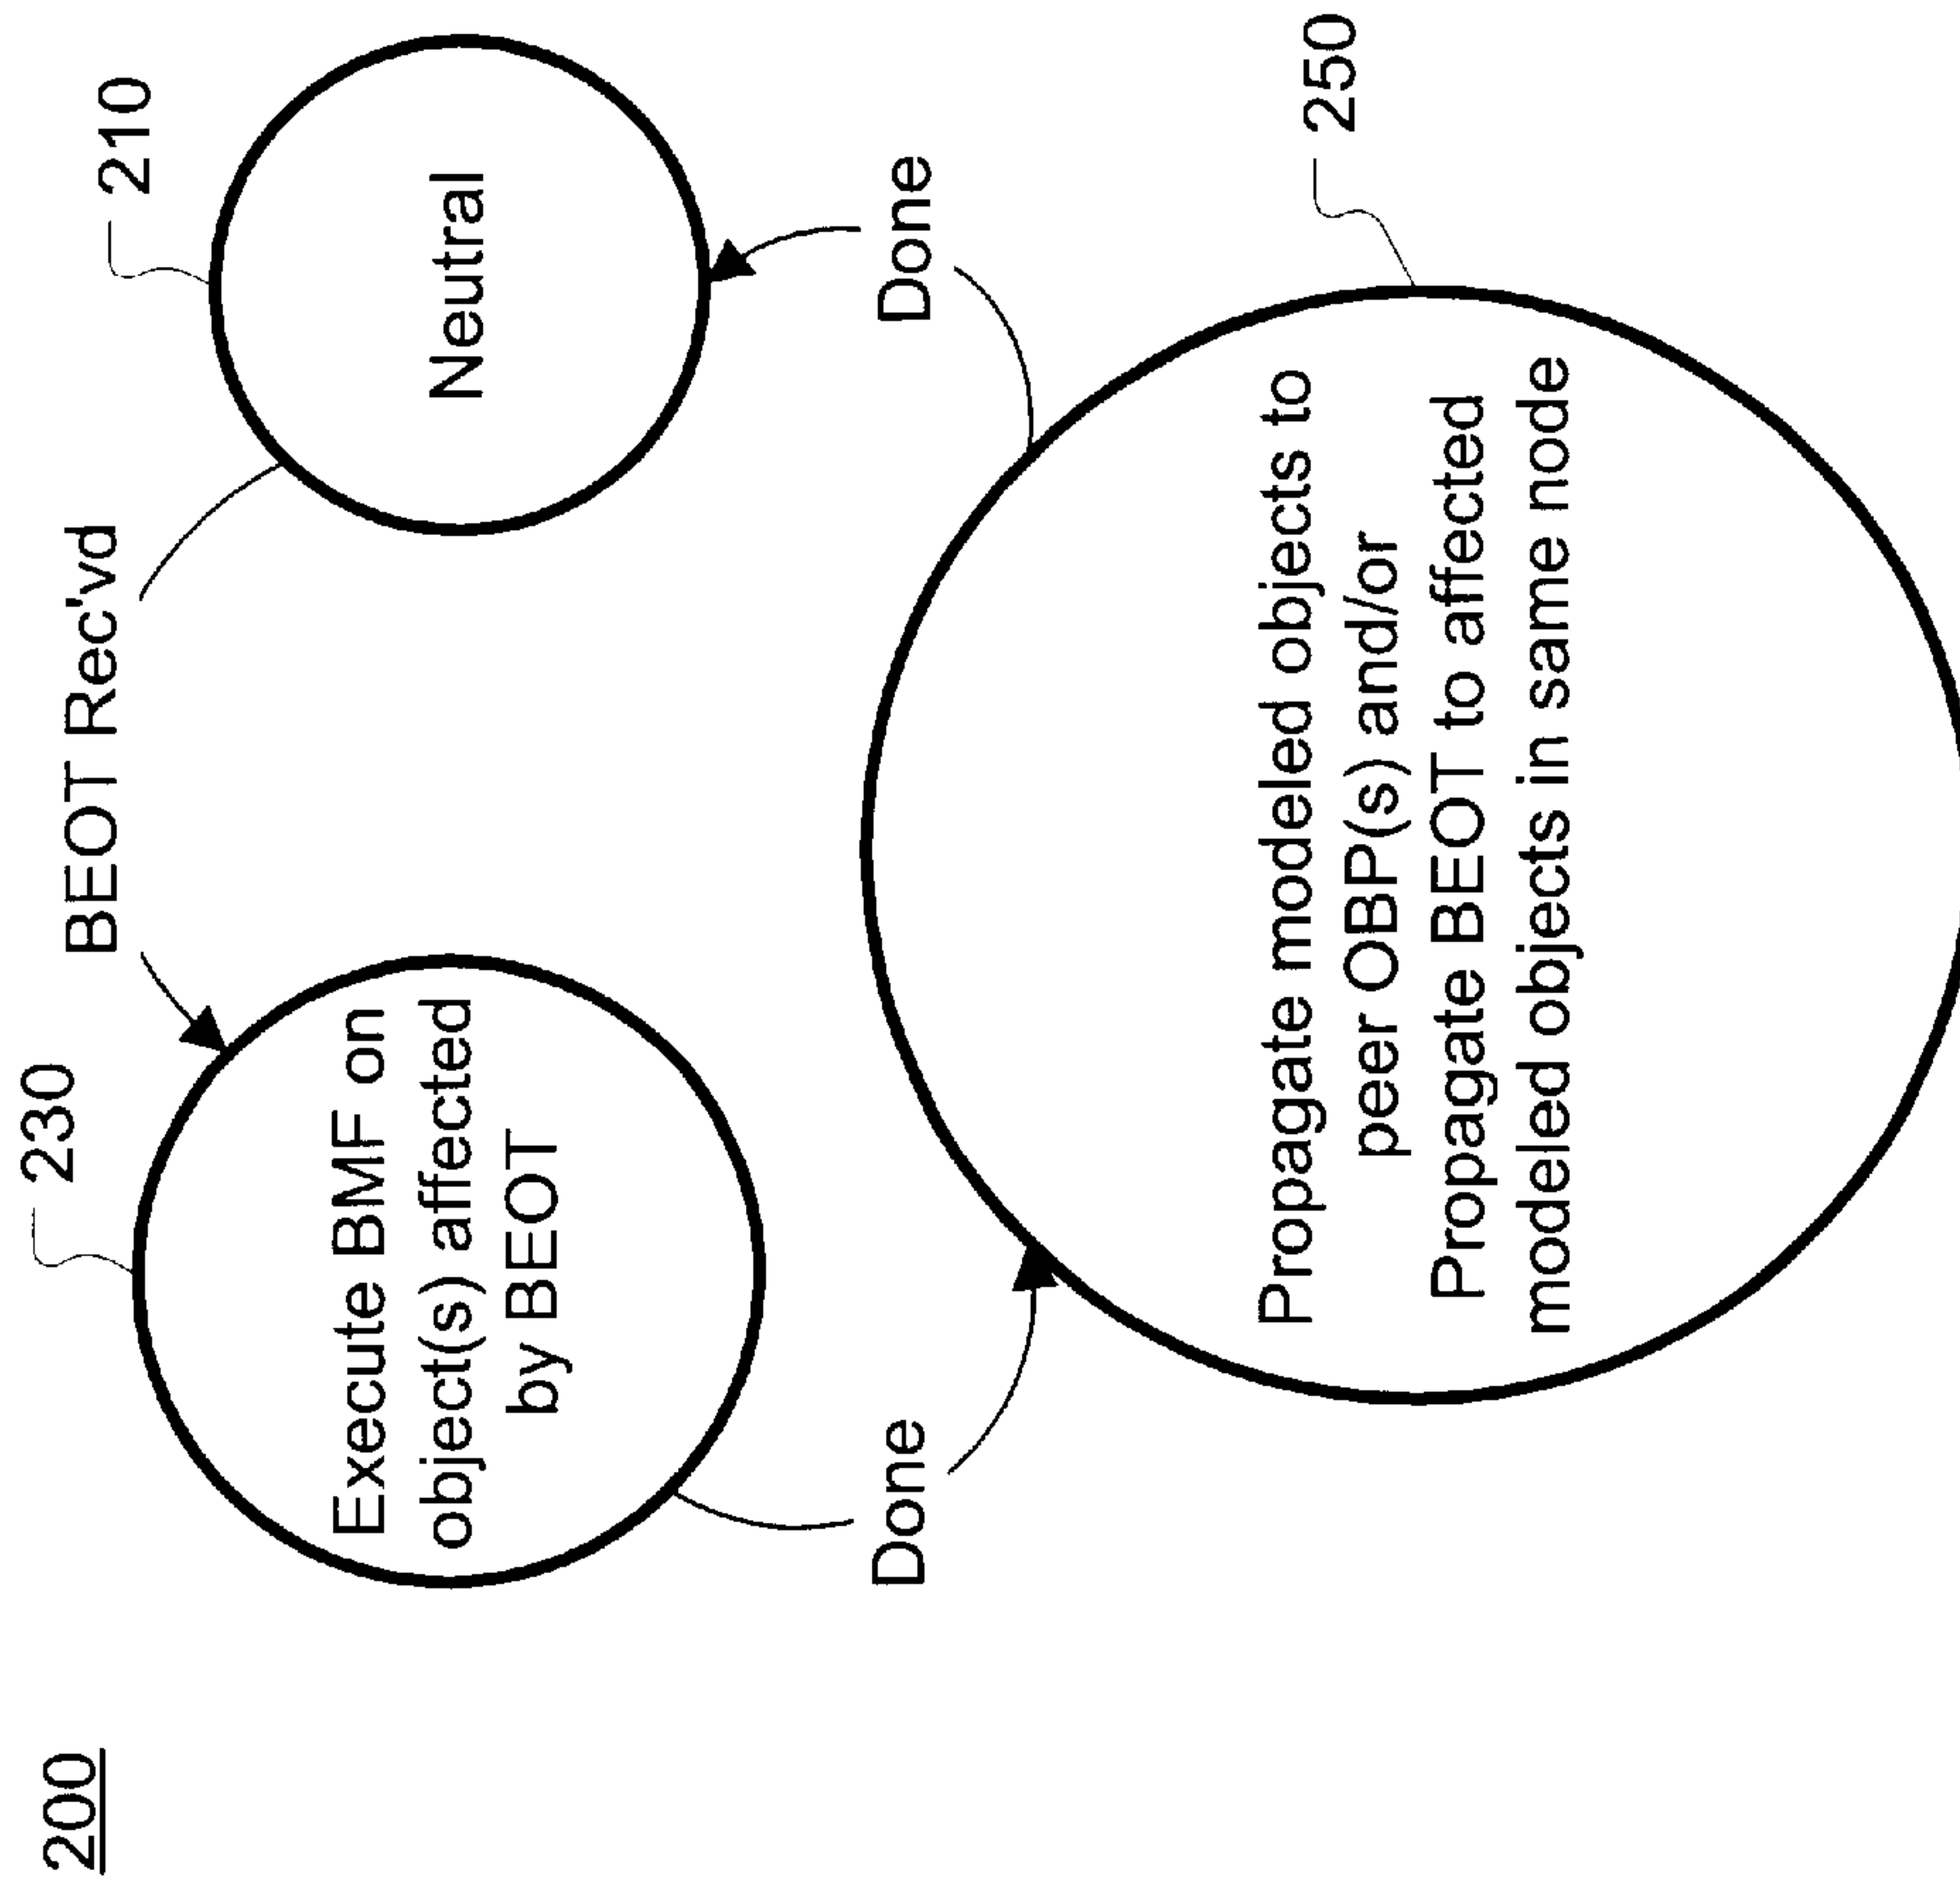 200
230
Execute BMF on
object(s) affected
by BEOT
BEOT Rec'vd
210
Neutral
Done
Done
250
Propagate modeled objects to
peer OBP(s) and/or
Propagate BEOT to affected
modeled objects in same node